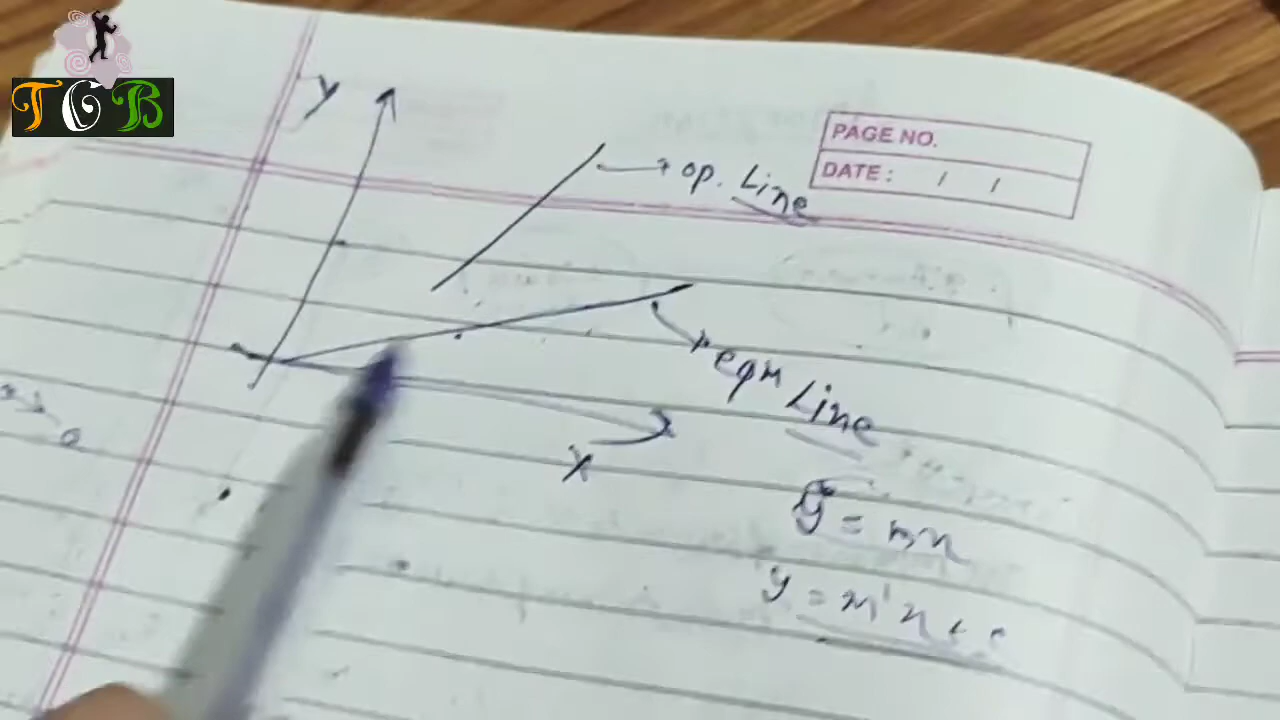 TGB
y
PAGE NO.
DATE : / /
op. Line
eqm Line
x
y = mx
y = m'x + c